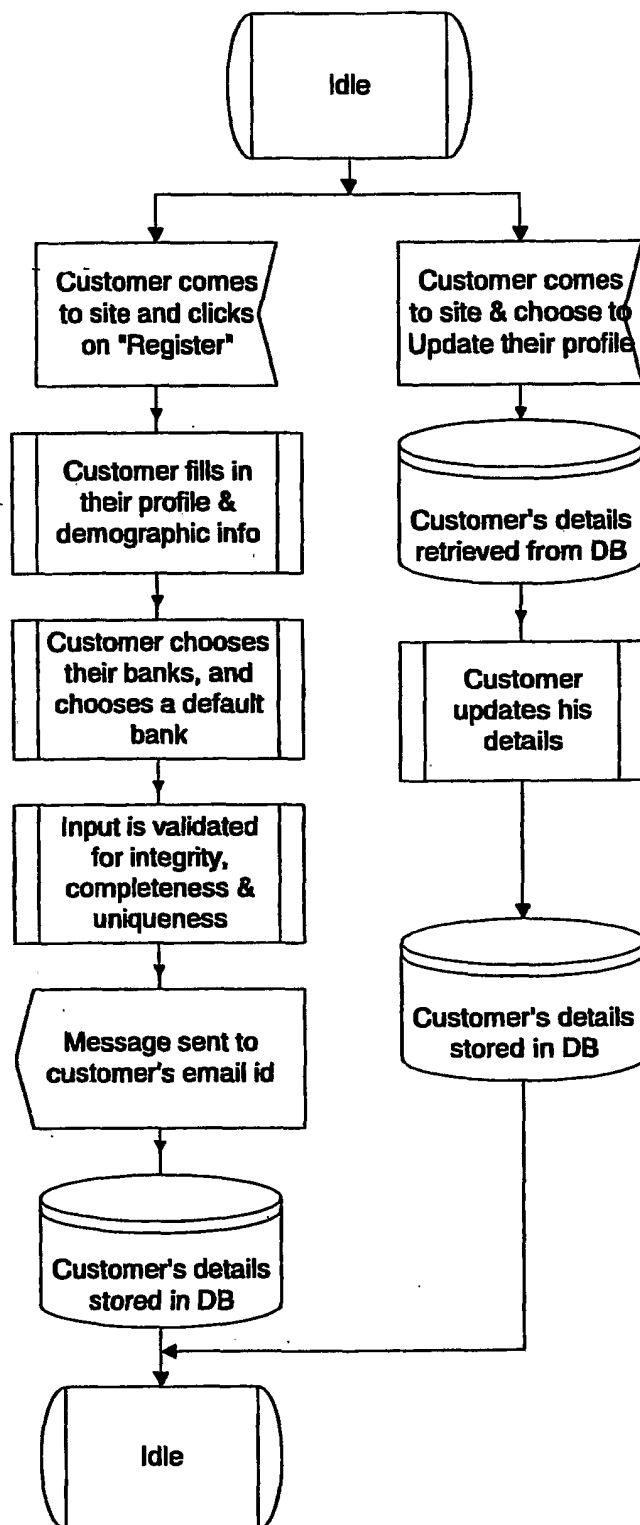 Idle
Customer comes
to site and clicks
on "Register"
Customer fills in
their profile &
demographic info
Customer chooses
their banks, and
chooses a default
bank
Input is validated
for integrity,
completeness &
uniqueness
Message sent to
customer's email id
Customer's details
stored in DB
Customer comes
to site & choose to
Update their profile
Customer's details
retrieved from DB
Customer
updates his
details
Customer's details
stored in DB
Idle